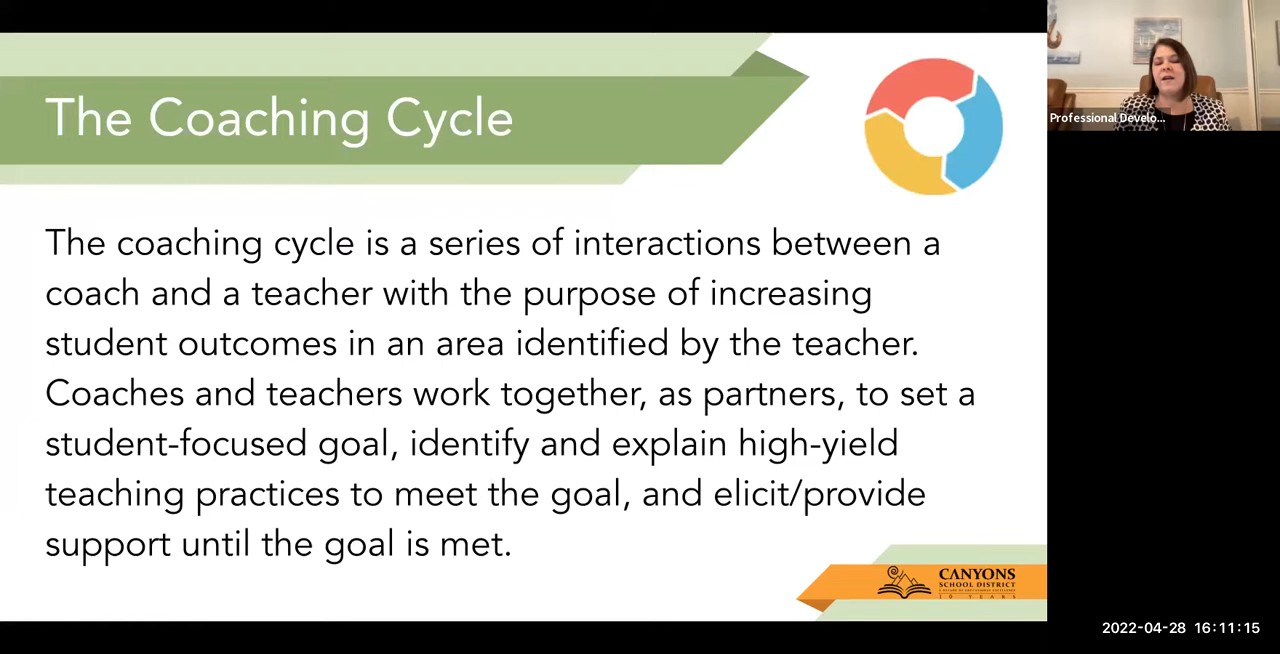 The Coaching Cycle
Professional Develo...
The coaching cycle is a series of interactions between a
coach and a teacher with the purpose of increasing
student outcomes in an area identified by the teacher.
Coaches and teachers work together, as partners, to set a
student-focused goal, identify and explain high-yield
teaching practices to meet the goal, and elicit/provide
support until the goal is met.
CANYONS
SCHOOL DISTRICT
10 YEARS
2022-04-28 16:11:15